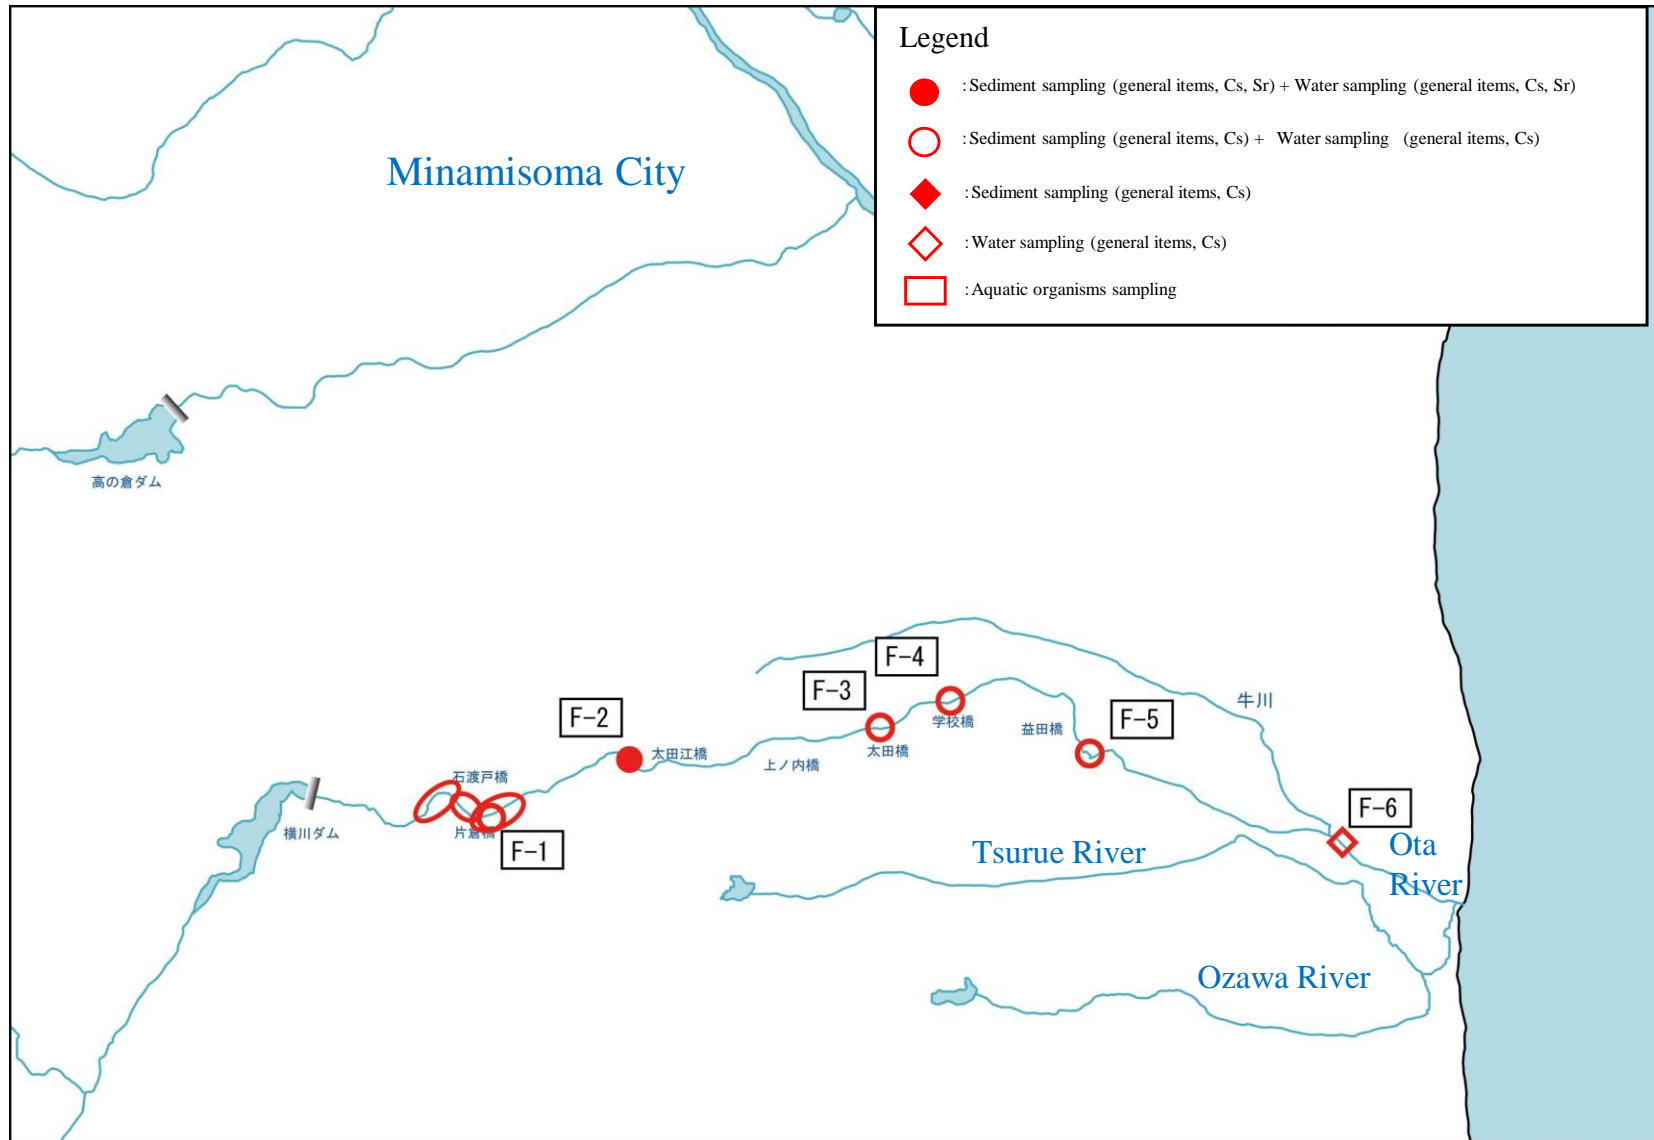 Legend
:Sediment sampling (general items, Cs, Sr) + Water sampling (general items, Cs, Sr)
:Sediment sampling (general items, Cs) + Water sampling (general items, Cs)
:Sediment sampling (general items, Cs)
:Water sampling (general items, Cs)
:Aquatic organisms sampling
Minamisoma City
高の倉ダム
F-4
F-3
F-2
F-5
牛川
学校橋
益田橋
太田橋
太田江橋
上ノ内橋
石渡戸橋
横川ダム
片倉橋
F-1
F-6
Ota
River
Tsurue River
Ozawa River